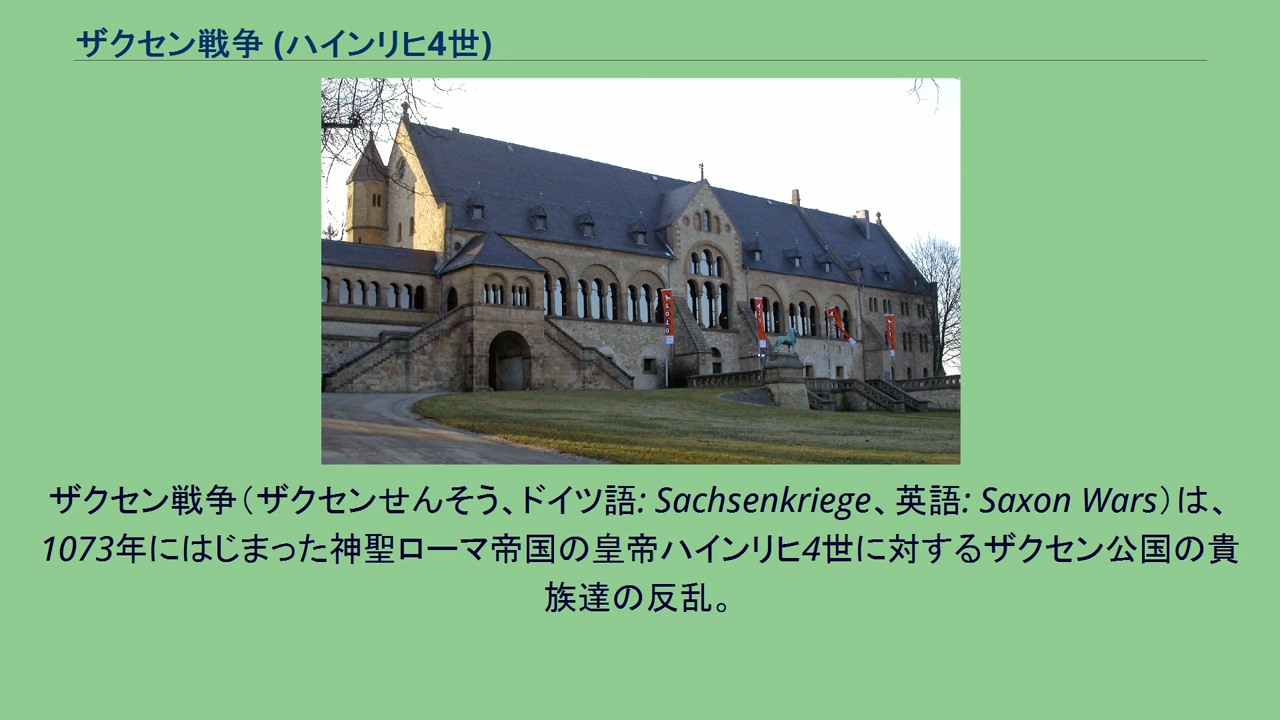 ザクセン戦争 (ハインリヒ4世)
ザクセン戦争（ザクセンせんそう、ドイツ語: Sachsenkriege、英語: Saxon Wars）は、
1073年にはじまった神聖ローマ帝国の皇帝ハインリヒ4世に対するザクセン公国の貴
族達の反乱。